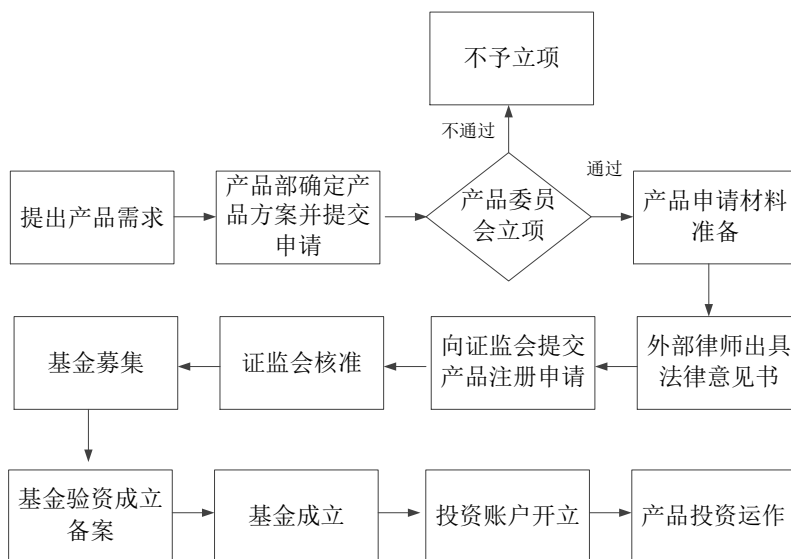 不予立项
不通过
通过
提出产品需求
产品部确定产
品方案并提交
申请
产品委员
会立项
产品申请材料
准备
基金募集
证监会核准
向证监会提交
产品注册申请
外部律师出具
法律意见书
基金验资成立
备案
基金成立
投资账户开立
产品投资运作